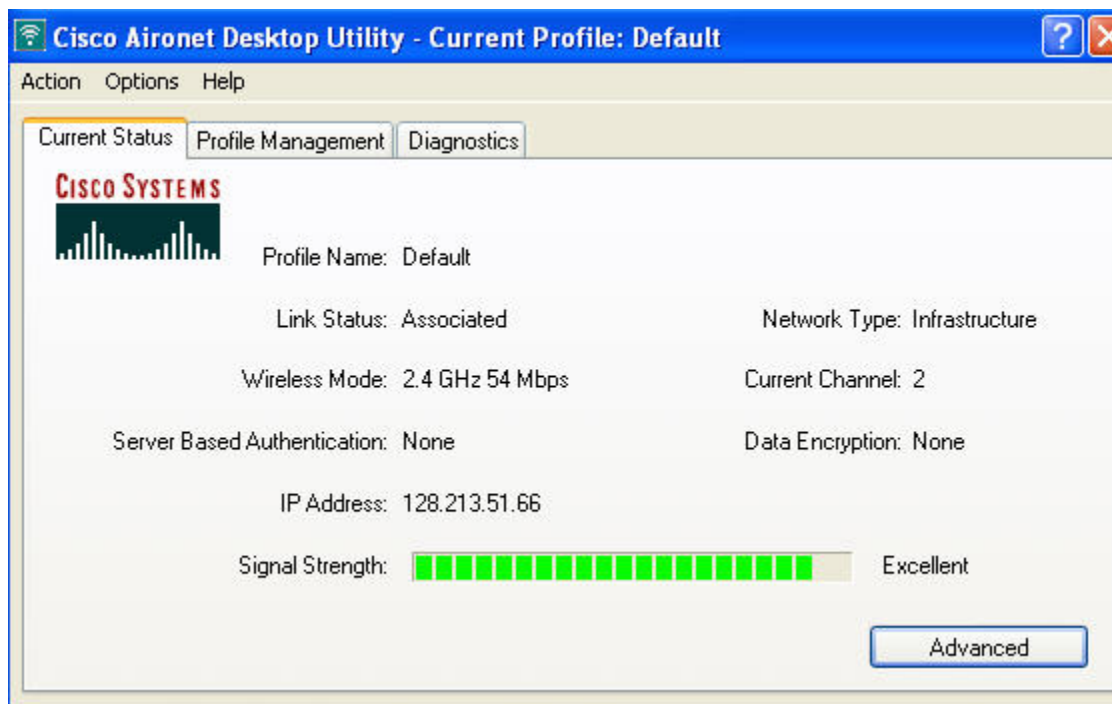 Cisco Aironet Desktop Utility - Current Profile: Default
Action Options Help
Current Status Profile Management Diagnostics
CISCO SYSTEMS
Profile Name: Default
Link Status: Associated Network Type: Infrastructure
Wireless Mode: 2.4 GHz 54 Mbps Current Channel: 2
Server Based Authentication: None Data Encryption: None
IP Address: 128.213.51.66
Signal Strength: Excellent
Advanced